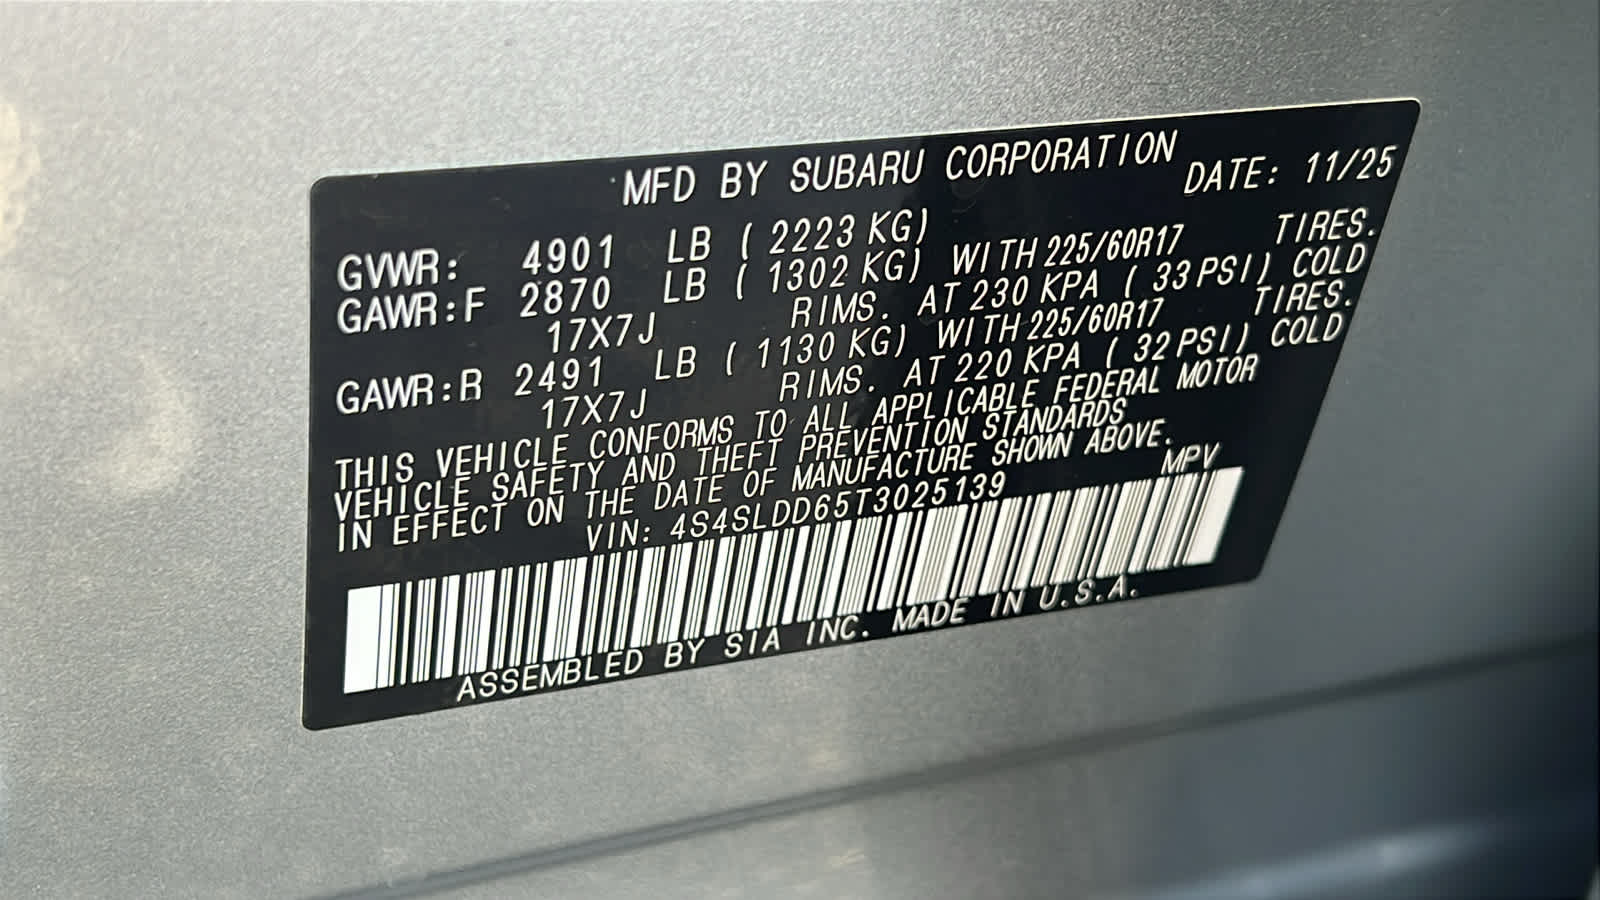 MFD BY SUBARU CORPORATION
DATE: 11/25
GVWR: 4901 LB (2223 KG)
GAWR:F 2870 LB (1302 KG) WITH 225/60R17 TIRES.
17X7J RIMS. AT 230 KPA (33 PSI) COLD
GAWR:R 2491 LB (1130 KG) WITH 225/60R17 TIRES.
17X7J RIMS. AT 220 KPA (32 PSI) COLD
THIS VEHICLE CONFORMS TO ALL APPLICABLE FEDERAL MOTOR
VEHICLE SAFETY AND THEFT PREVENTION STANDARDS
IN EFFECT ON THE DATE OF MANUFACTURE SHOWN ABOVE.
VIN: 4S4SLDD65T3025139 MPV
ASSEMBLED BY SIA INC. MADE IN U.S.A.